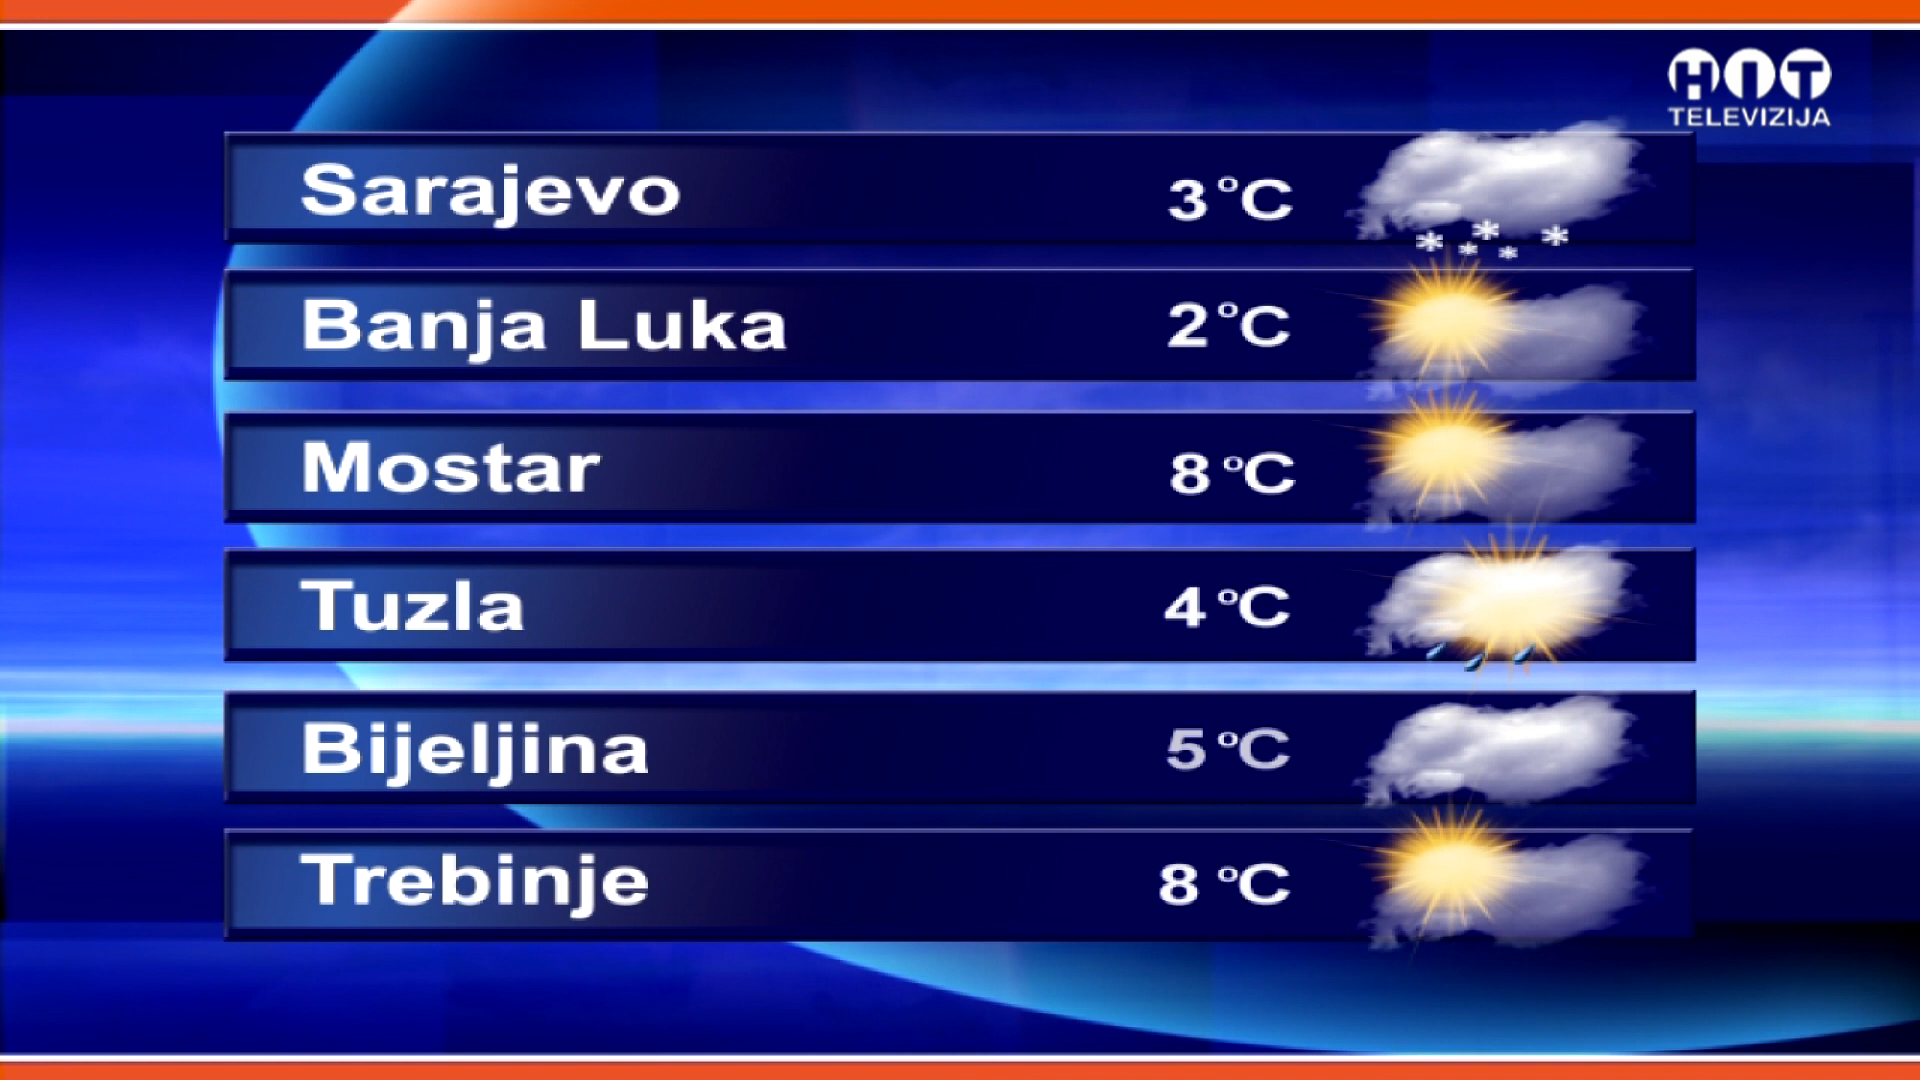 HIT
TELEVIZIJA
Sarajevo 3 °C
Banja Luka 2 °C
Mostar 8 °C
Tuzla 4 °C
Bijeljina 5 °C
Trebinje 8 °C